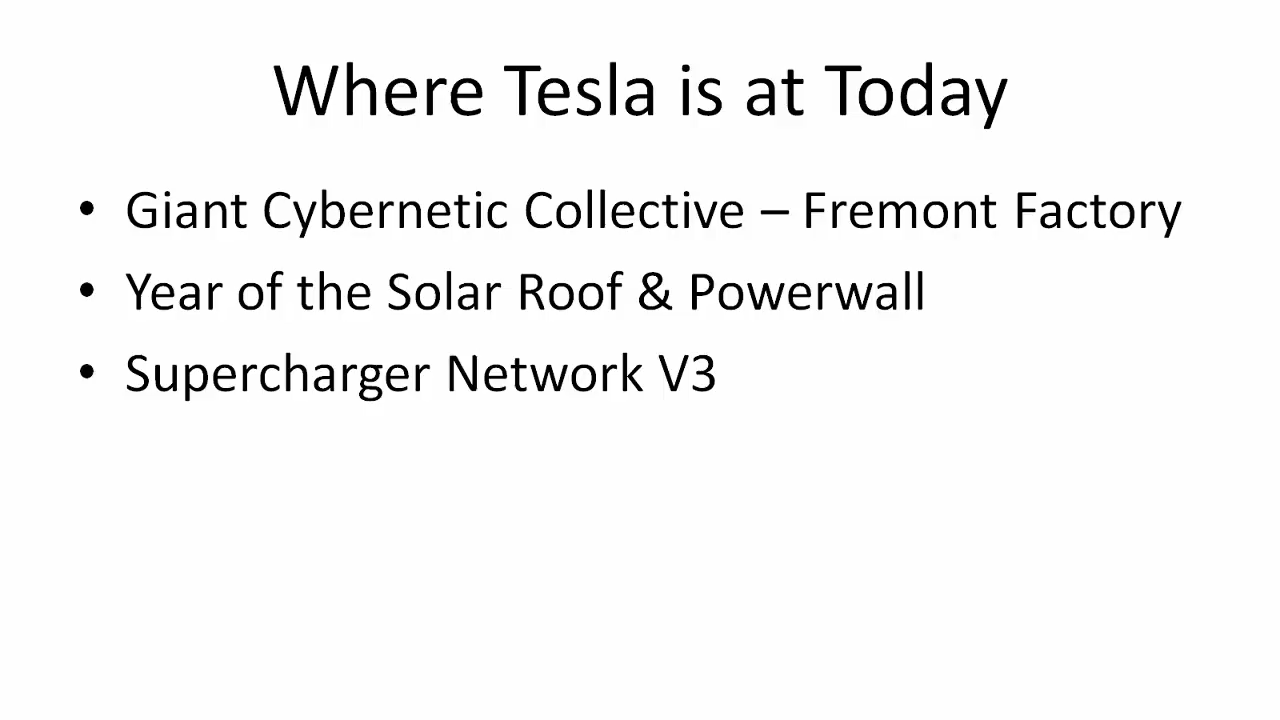 Where Tesla is at Today
• Giant Cybernetic Collective – Fremont Factory
• Year of the Solar Roof & Powerwall
• Supercharger Network V3